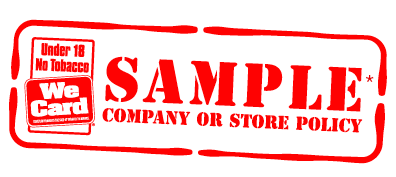 Under 18
No Tobacco
We
Card
SAMPLE*
COMPANY OR STORE POLICY